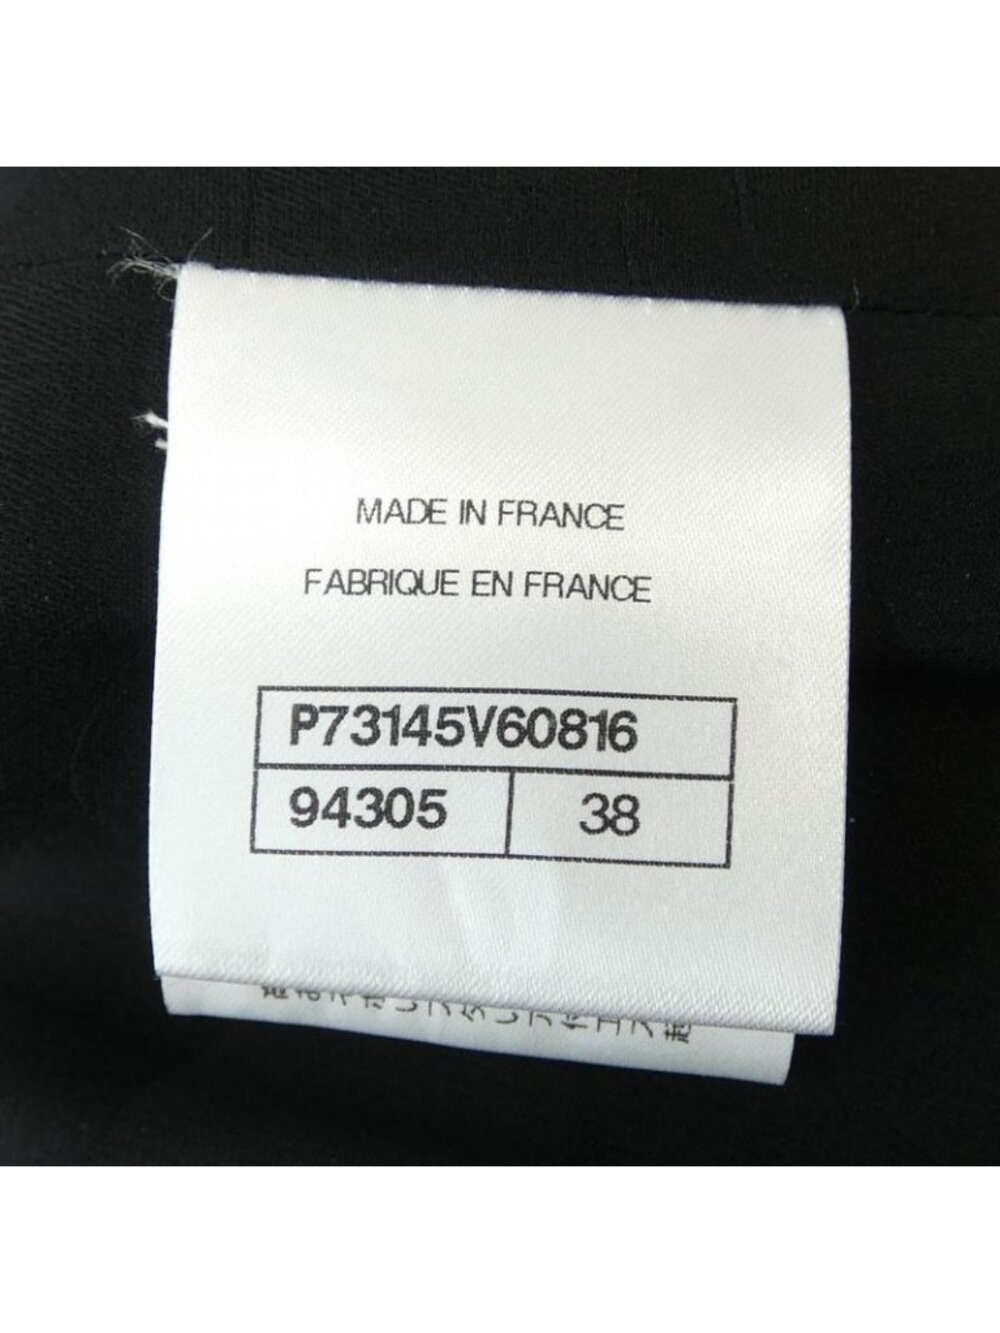 MADE IN FRANCE
FABRIQUE EN FRANCE
P73145V60816
94305 38